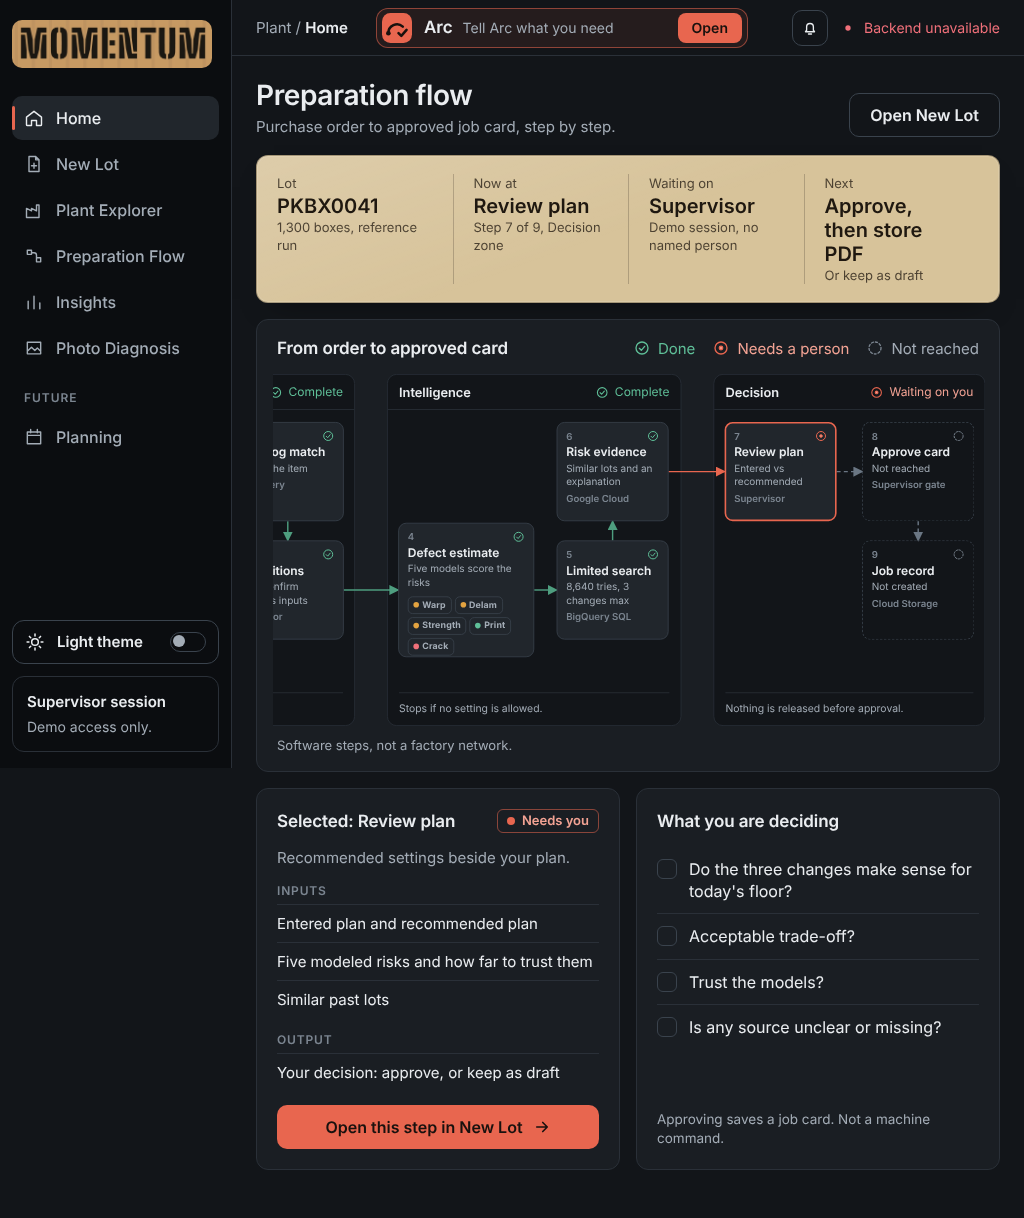 MOMENTUM
Home
New Lot
Plant Explorer
Preparation Flow
Insights
Photo Diagnosis
FUTURE
Planning
Light theme
Supervisor session
Demo access only.
Plant / Home
Arc Tell Arc what you need
Open
Backend unavailable
Preparation flow
Purchase order to approved job card, step by step.
Open New Lot
Lot
PKBX0041
1,300 boxes, reference
run
Now at
Review plan
Step 7 of 9, Decision
zone
Waiting on
Supervisor
Demo session, no
named person
Next
Approve,
then store
PDF
Or keep as draft
From order to approved card
Done
Needs a person
Not reached
Complete
og match
he item
ery
itions
onfirm
s inputs
or
Intelligence
Complete
4
Defect estimate
Five models score the
risks
Warp
Delam
Strength
Print
Crack
6
Risk evidence
Similar lots and an
explanation
Google Cloud
5
Limited search
8,640 tries, 3
changes max
BigQuery SQL
Stops if no setting is allowed.
Decision
Waiting on you
7
Review plan
Entered vs
recommended
Supervisor
8
Approve card
Not reached
Supervisor gate
9
Job record
Not created
Cloud Storage
Nothing is released before approval.
Software steps, not a factory network.
Selected: Review plan
Needs you
Recommended settings beside your plan.
INPUTS
Entered plan and recommended plan
Five modeled risks and how far to trust them
Similar past lots
OUTPUT
Your decision: approve, or keep as draft
Open this step in New Lot →
What you are deciding
Do the three changes make sense for
today's floor?
Acceptable trade-off?
Trust the models?
Is any source unclear or missing?
Approving saves a job card. Not a machine
command.